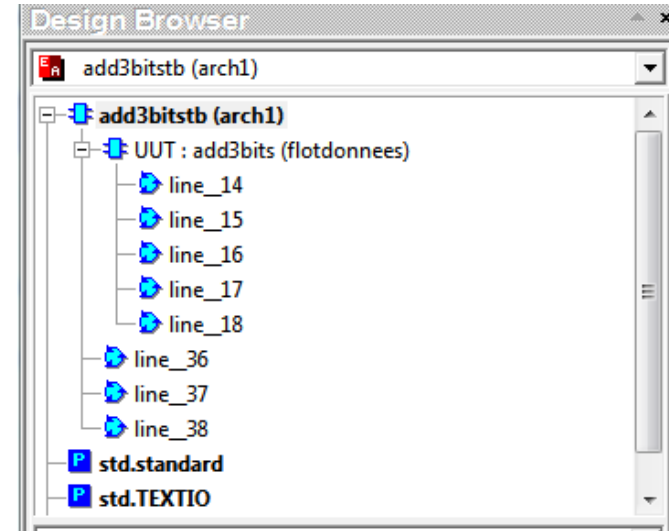 Design Browser
add3bitstb (arch1)
add3bitstb (arch1)
UUT : add3bits (flotdonnees)
line__14
line__15
line__16
line__17
line__18
line__36
line__37
line__38
P std.standard
P std.TEXTIO